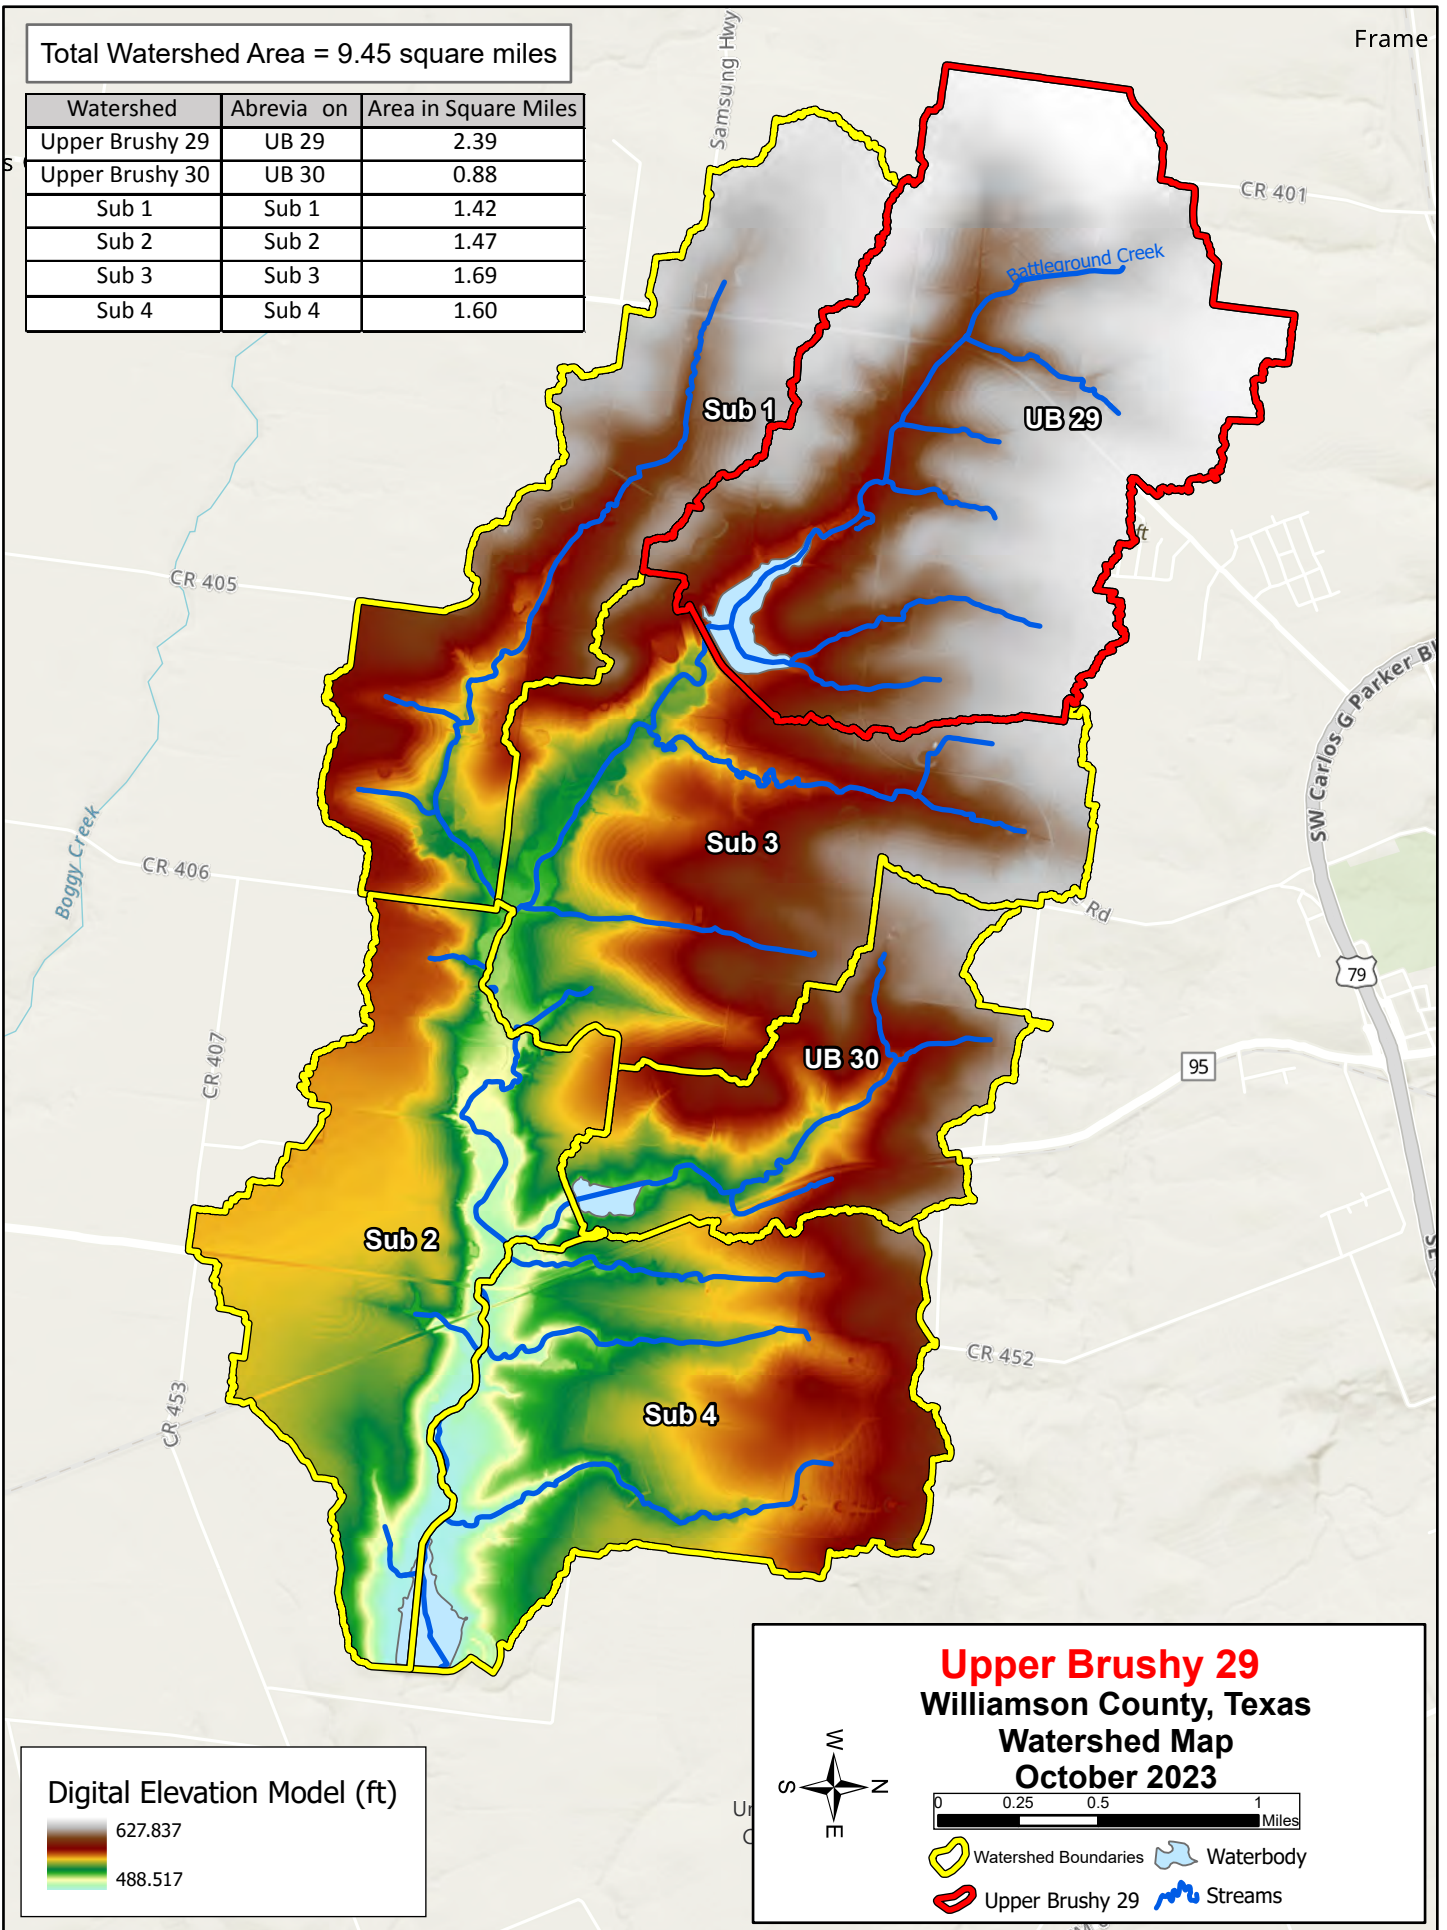 Frame
Total Watershed Area = 9.45 square miles
Watershed Abrevia on Area in Square Miles
Upper Brushy 29 UB 29 2.39
Upper Brushy 30 UB 30 0.88
Sub 1 Sub 1 1.42
Sub 2 Sub 2 1.47
Sub 3 Sub 3 1.69
Sub 4 Sub 4 1.60
Samsung Hwy
CR 401
Battleground Creek
Sub 1
UB 29
ft
CR 405
SW Carlos G Parker Bl
Boggy Creek
CR 406
Sub 3
Rd
79
CR 407
UB 30
95
Sub 2
CR 452
CR 453
Sub 4
Upper Brushy 29
Williamson County, Texas
Watershed Map
October 2023
W
S N
E
0 0.25 0.5 1
Miles
Watershed Boundaries Waterbody
Upper Brushy 29 Streams
Digital Elevation Model (ft)
627.837
488.517